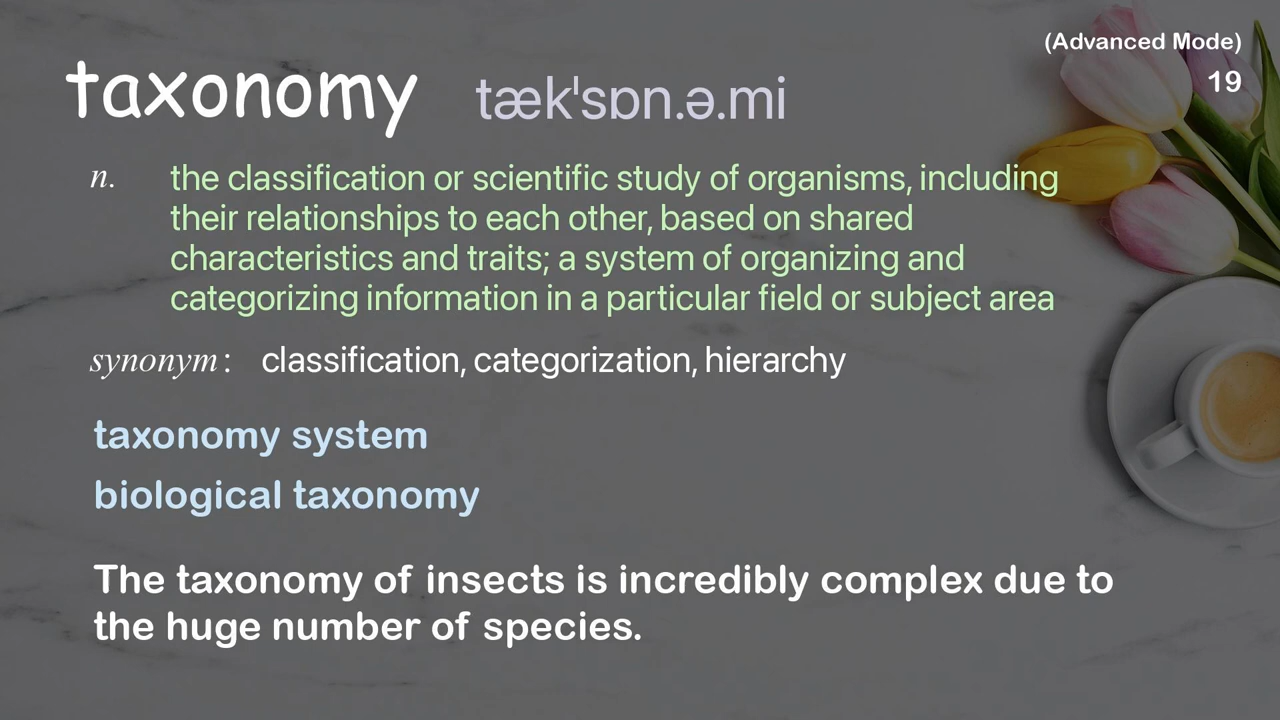 (Advanced Mode)
19
taxonomy tæk'sɒn.ə.mi
n. the classification or scientific study of organisms, including
their relationships to each other, based on shared
characteristics and traits; a system of organizing and
categorizing information in a particular field or subject area
synonym: classification, categorization, hierarchy
taxonomy system
biological taxonomy
The taxonomy of insects is incredibly complex due to
the huge number of species.